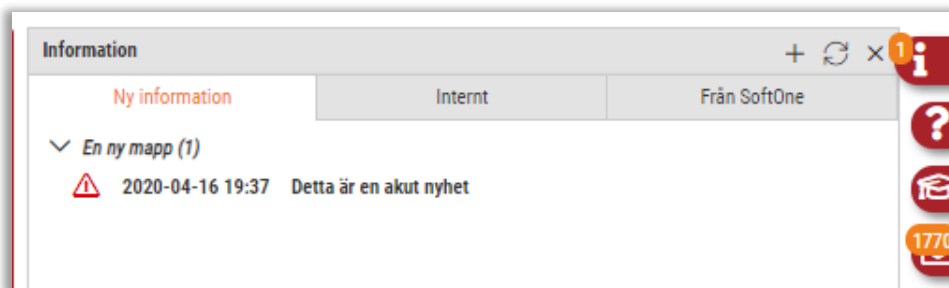 Information
1
Ny information
Internt
Från SoftOne
En ny mapp (1)
2020-04-16 19:37 Detta är en akut nyhet
1770